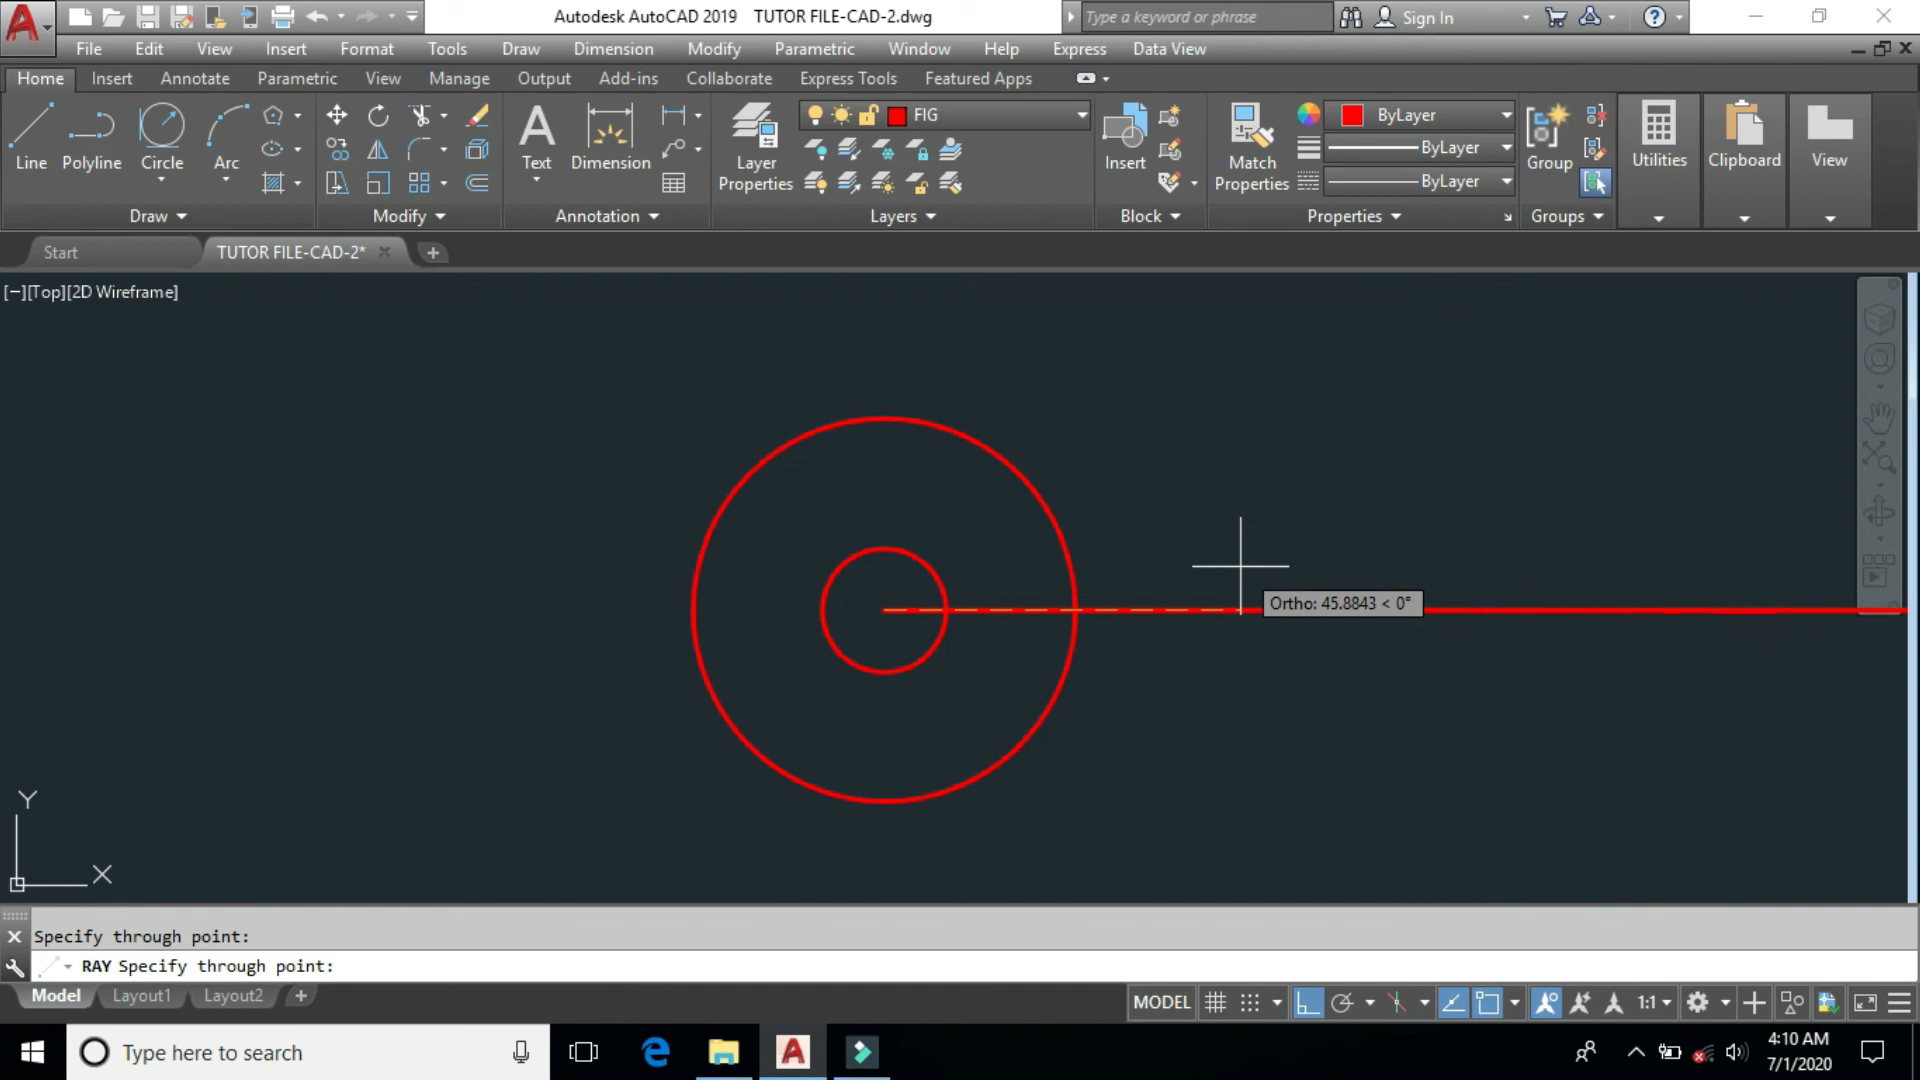 Autodesk AutoCAD 2019 TUTOR FILE-CAD-2.dwg
Type a keyword or phrase
Sign In
File Edit View Insert Format Tools Draw Dimension Modify Parametric Window Help Express Data View
Home Insert Annotate Parametric View Manage Output Add-ins Collaborate Express Tools Featured Apps
FIG
ByLayer
ByLayer
ByLayer
Line Polyline Circle Arc
Text Dimension
Layer
Properties
Insert
Match
Properties
Group
Utilities
Clipboard
View
Draw Modify Annotation Layers Block Properties Groups
Start
TUTOR FILE-CAD-2*
[−][Top][2D Wireframe]
Ortho: 45.8843 < 0°
Y
X
Specify through point:
RAY Specify through point:
Model Layout1 Layout2
MODEL
1:1
Type here to search
4:10 AM
7/1/2020